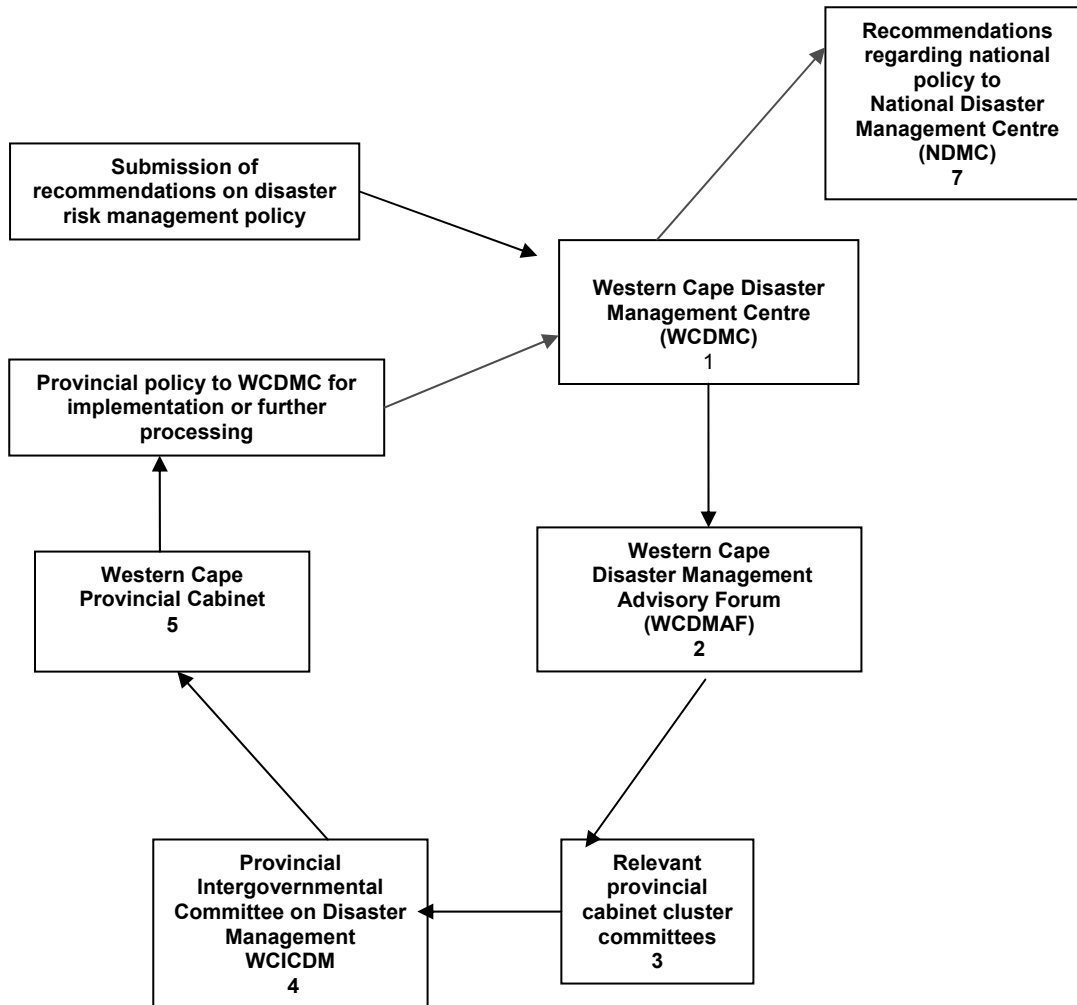 Recommendations
regarding national
policy to
National Disaster
Management Centre
(NDMC)
7
Submission of
recommendations on disaster
risk management policy
Western Cape Disaster
Management Centre
(WCDMC)
1
Provincial policy to WCDMC for
implementation or further
processing
Western Cape
Provincial Cabinet
5
Western Cape
Disaster Management
Advisory Forum
(WCDMAF)
2
Provincial
Intergovernmental
Committee on Disaster
Management
WCICDM
4
Relevant
provincial
cabinet cluster
committees
3